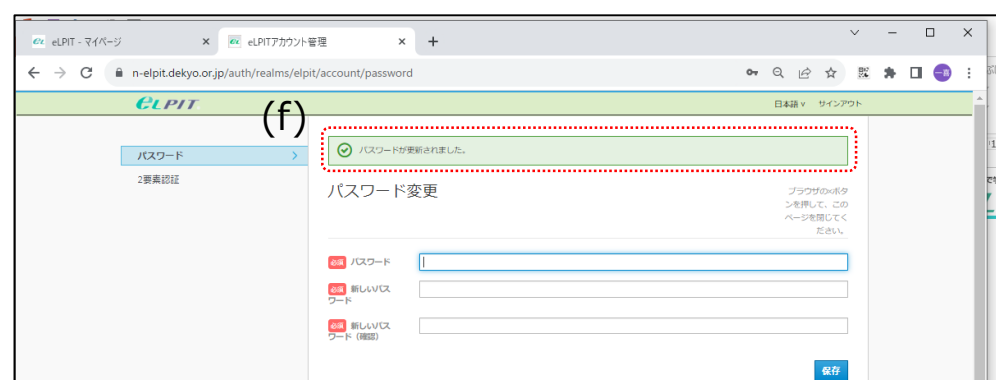 eLPIT - マイページ
eLPITアカウント管理
n-elpit.dekyo.or.jp/auth/realms/elpit/account/password
eLPIT
日本語
サインアウト
(f)
パスワード
2要素認証
パスワードが更新されました。
パスワード変更
ブラウザの×ボタ
ンを押して、この
ページを閉じてく
ださい。
必須 パスワード
必須 新しいパス
ワード
必須 新しいパス
ワード（確認）
保存